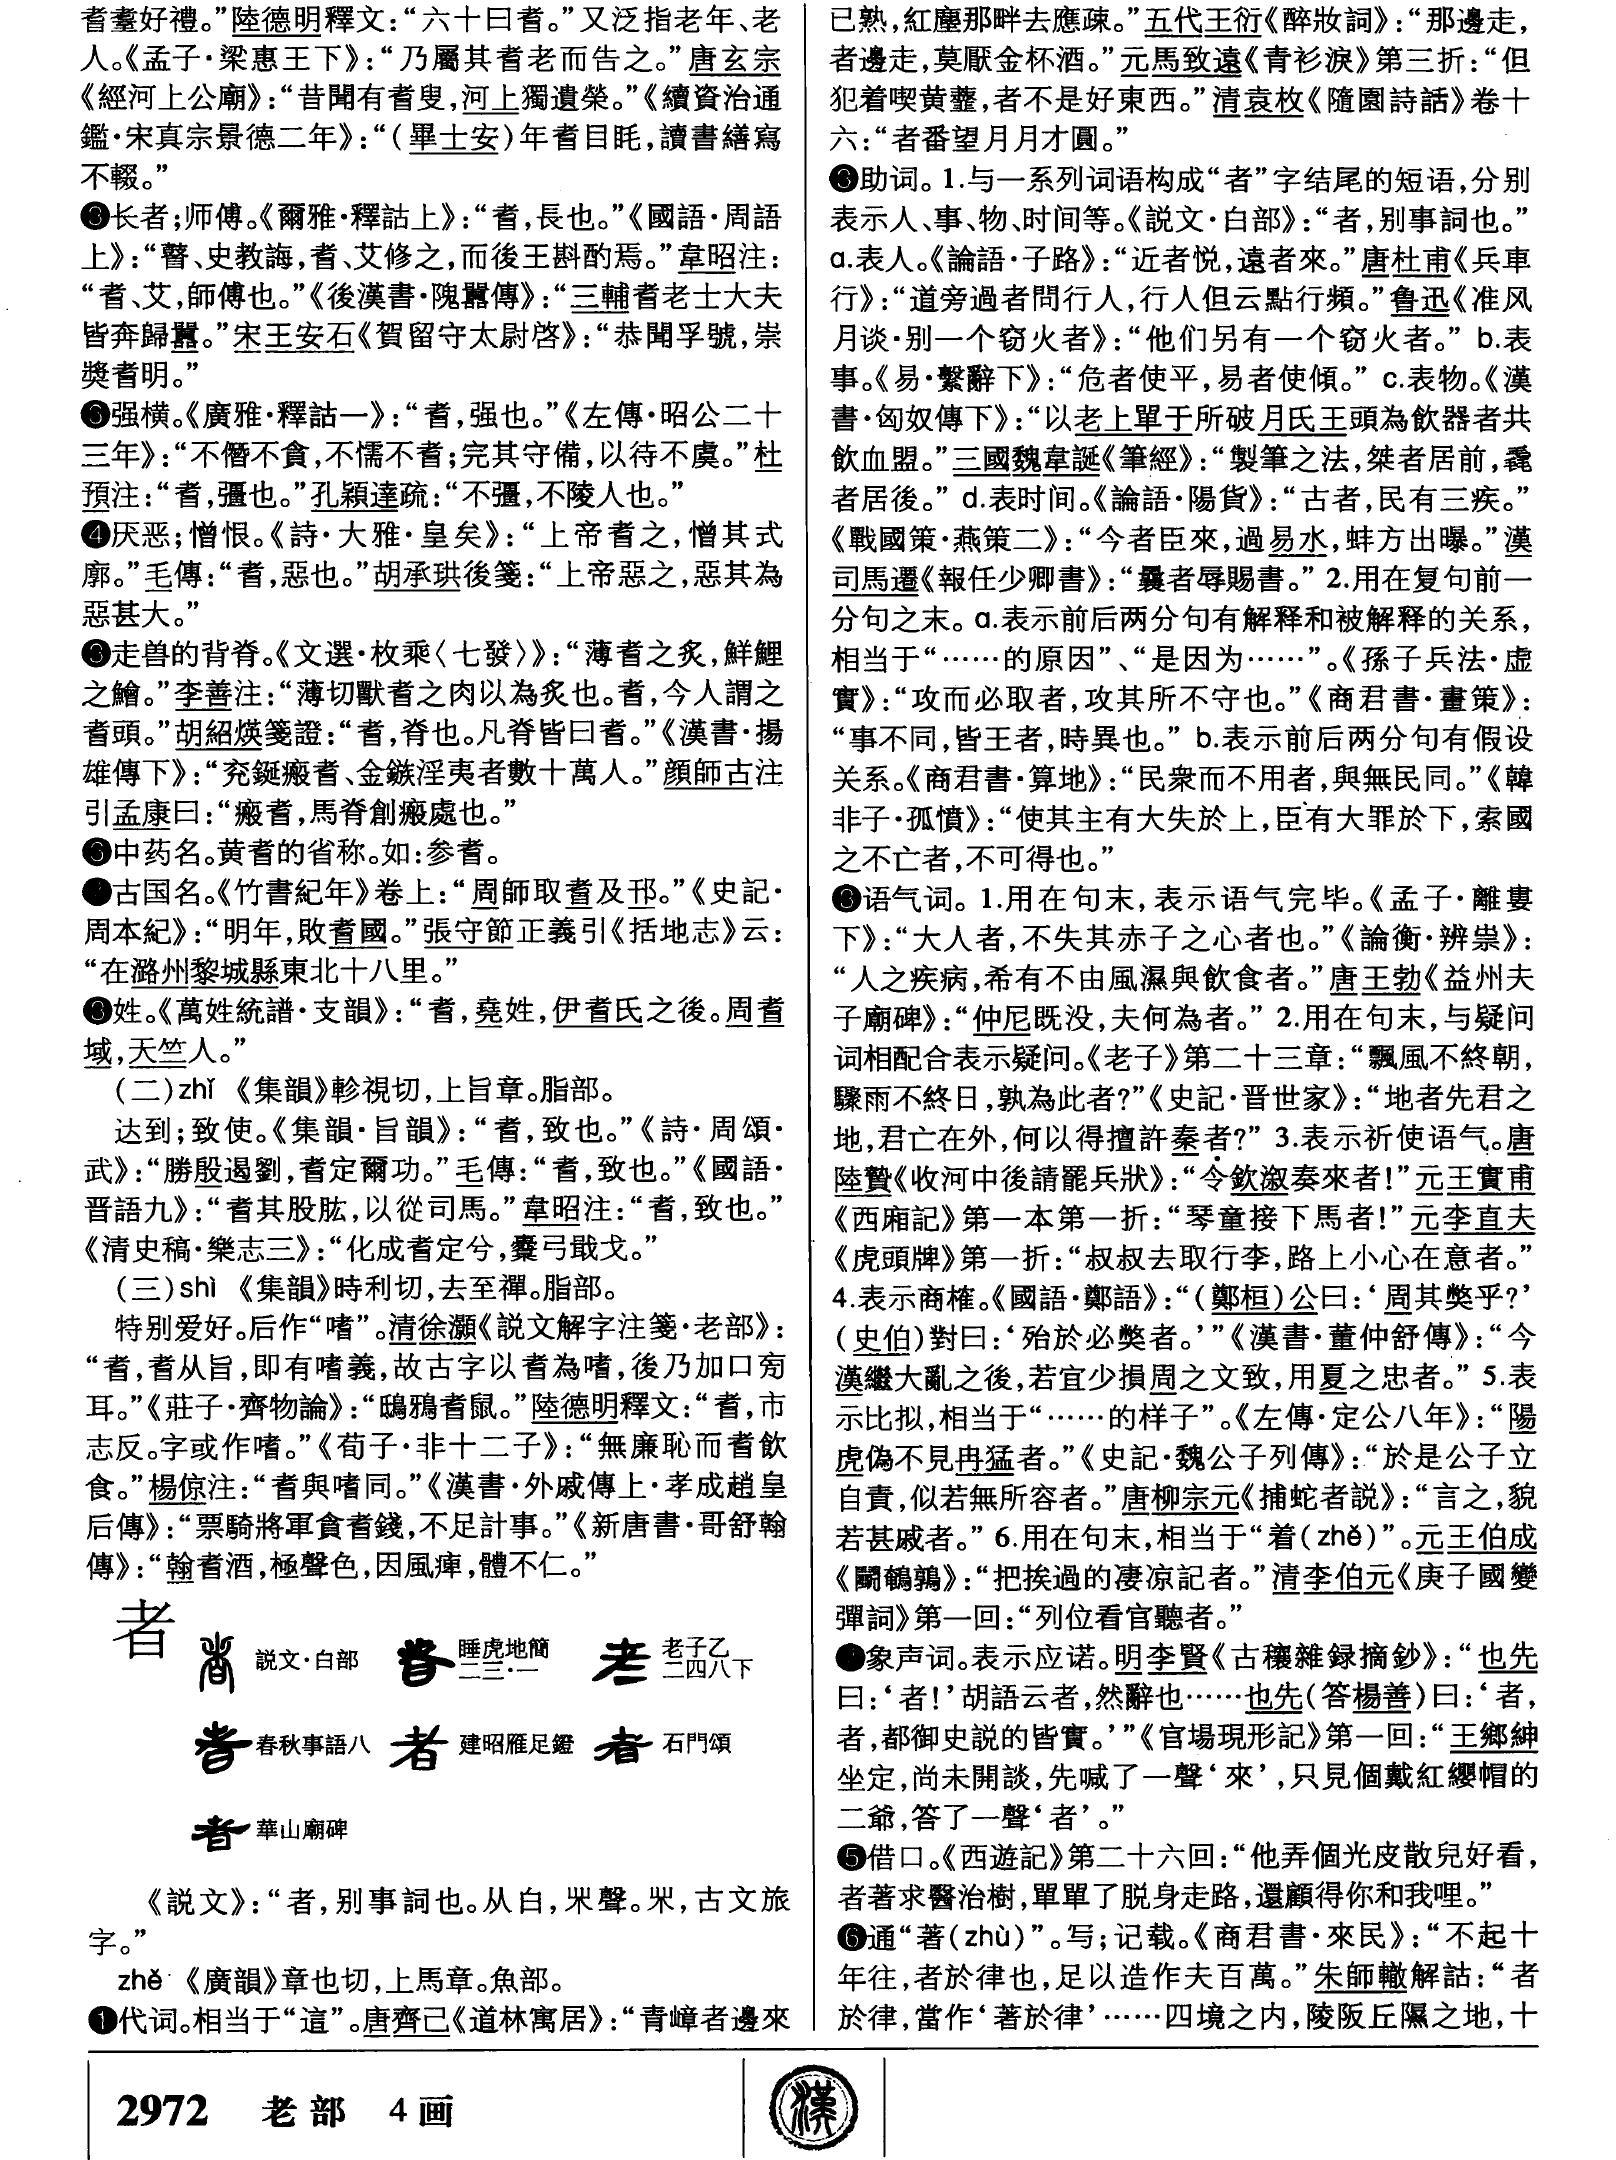 耆耋好禮。”陸德明釋文：“六十曰耆。”又泛指老年、老
人。《孟子·梁惠王下》：“乃屬其耆老而告之。”唐玄宗
《經河上公廟》：“昔聞有耆叟，河上獨遺榮。”《續資治通
鑑·宋真宗景德二年》：“（畢士安）年耆目眊，讀書繕寫
不輟。”
❸长者；师傅。《爾雅·釋詁上》：“耆，長也。”《國語·周語
上》：“瞽、史教誨，耆、艾修之，而後王斟酌焉。”韋昭注：
“耆、艾，師傅也。”《後漢書·隗囂傳》：“三輔耆老士大夫
皆奔歸囂。”宋王安石《賀留守太尉啓》：“恭聞孚號，崇
奬耆明。”
❸强横。《廣雅·釋詁一》：“耆，强也。”《左傳·昭公二十
三年》：“不僭不貪，不懦不耆；完其守備，以待不虞。”杜
預注：“耆，彊也。”孔穎達疏：“不彊，不陵人也。”
❹厌恶；憎恨。《詩·大雅·皇矣》：“上帝耆之，憎其式
廓。”毛傳：“耆，惡也。”胡承珙後箋：“上帝惡之，惡其為
惡甚大。”
❸走兽的背脊。《文選·枚乘〈七發〉》：“薄耆之炙，鮮鯉
之鱠。”李善注：“薄切獸耆之肉以為炙也。耆，今人謂之
耆頭。”胡紹煐箋證：“耆，脊也。凡脊皆曰耆。”《漢書·揚
雄傳下》：“兖鋋瘢耆、金鏃淫夷者數十萬人。”顔師古注
引孟康曰：“瘢耆，馬脊創瘢處也。”
❸中药名。黄耆的省称。如：参耆。
古国名。《竹書紀年》卷上：“周師取耆及邘。”《史記·
周本紀》：“明年，敗耆國。”張守節正義引《括地志》云：
“在潞州黎城縣東北十八里。”
❸姓。《萬姓統譜·支韻》：“耆，堯姓，伊耆氏之後。周耆
域，天竺人。”
（二）zhǐ 《集韻》軫視切，上旨章。脂部。
达到；致使。《集韻·旨韻》：“耆，致也。”《詩·周頌·
武》：“勝殷遏劉，耆定爾功。”毛傳：“耆，致也。”《國語·
晋語九》：“耆其股肱，以從司馬。”韋昭注：“耆，致也。”
《清史稿·樂志三》：“化成耆定兮，櫜弓戢戈。”
（三）shì 《集韻》時利切，去至禪。脂部。
特别爱好。后作“嗜”。清徐灝《説文解字注箋·老部》：
“耆，耆从旨，即有嗜義，故古字以耆為嗜，後乃加口旁
耳。”《莊子·齊物論》：“鴟鴉耆鼠。”陸德明釋文：“耆，市
志反。字或作嗜。”《荀子·非十二子》：“無廉恥而耆飲
食。”楊倞注：“耆與嗜同。”《漢書·外戚傳上·孝成趙皇
后傳》：“票騎將軍貪耆錢，不足計事。”《新唐書·哥舒翰
傳》：“翰耆酒，極聲色，因風痺，體不仁。”
者
説文·白部
睡虎地簡
二三·一
老子乙
二四八下
春秋事語八
建昭雁足鐙
石門頌
華山廟碑
《説文》：“者，别事詞也。从白，𣥐聲。𣥐，古文旅
字。”
zhě 《廣韻》章也切，上馬章。魚部。
❶代词。相当于“這”。唐齊己《道林寓居》：“青嶂者邊來
已熟，紅塵那畔去應疎。”五代王衍《醉妝詞》：“那邊走，
者邊走，莫厭金杯酒。”元馬致遠《青衫淚》第三折：“但
犯着喫黄虀，者不是好東西。”清袁枚《隨園詩話》卷十
六：“者番望月月才圓。”
❸助词。1.与一系列词语构成“者”字结尾的短语，分别
表示人、事、物、时间等。《説文·白部》：“者，别事詞也。”
a.表人。《論語·子路》：“近者悦，遠者來。”唐杜甫《兵車
行》：“道旁過者問行人，行人但云點行頻。”鲁迅《准风
月谈·别一个窃火者》：“他们另有一个窃火者。” b.表
事。《易·繫辭下》：“危者使平，易者使傾。” c.表物。《漢
書·匈奴傳下》：“以老上單于所破月氏王頭為飲器者共
飲血盟。”三國魏韋誕《筆經》：“製筆之法，桀者居前，毳
者居後。” d.表时间。《論語·陽貨》：“古者，民有三疾。”
《戰國策·燕策二》：“今者臣來，過易水，蚌方出曝。”漢
司馬遷《報任少卿書》：“曩者辱賜書。” 2.用在复句前一
分句之末。a.表示前后两分句有解释和被解释的关系，
相当于“……的原因”、“是因为……”。《孫子兵法·虚
實》：“攻而必取者，攻其所不守也。”《商君書·畫策》：
“事不同，皆王者，時異也。” b.表示前后两分句有假设
关系。《商君書·算地》：“民衆而不用者，與無民同。”《韓
非子·孤憤》：“使其主有大失於上，臣有大罪於下，索國
之不亡者，不可得也。”
❸语气词。1.用在句末，表示语气完毕。《孟子·離婁
下》：“大人者，不失其赤子之心者也。”《論衡·辨祟》：
“人之疾病，希有不由風濕與飲食者。”唐王勃《益州夫
子廟碑》：“仲尼既没，夫何為者。” 2.用在句末，与疑问
词相配合表示疑问。《老子》第二十三章：“飄風不終朝，
驟雨不終日，孰為此者？”《史記·晋世家》：“地者先君之
地，君亡在外，何以得擅許秦者？” 3.表示祈使语气。唐
陸贄《收河中後請罷兵狀》：“令欽溆奏來者！”元王實甫
《西廂記》第一本第一折：“琴童接下馬者！”元李直夫
《虎頭牌》第一折：“叔叔去取行李，路上小心在意者。”
4.表示商榷。《國語·鄭語》：“（鄭桓）公曰：‘周其獘乎？’
（史伯）對曰：‘殆於必獘者。’”《漢書·董仲舒傳》：“今
漢繼大亂之後，若宜少損周之文致，用夏之忠者。” 5.表
示比拟，相当于“……的样子”。《左傳·定公八年》：“陽
虎偽不見冉猛者。”《史記·魏公子列傳》：“於是公子立
自責，似若無所容者。”唐柳宗元《捕蛇者説》：“言之，貌
若甚戚者。” 6.用在句末，相当于“着（zhě）”。元王伯成
《鬭鵪鶉》：“把挨過的凄凉記者。”清李伯元《庚子國變
彈詞》第一回：“列位看官聽者。”
象声词。表示应诺。明李賢《古穰雜録摘鈔》：“也先
曰：‘者！’胡語云者，然辭也……也先（答楊善）曰：‘者，
者，都御史説的皆實。’”《官場現形記》第一回：“王鄉紳
坐定，尚未開談，先喊了一聲‘來’，只見個戴紅纓帽的
二爺，答了一聲‘者’。”
❺借口。《西遊記》第二十六回：“他弄個光皮散兒好看，
者著求醫治樹，單單了脱身走路，還顧得你和我哩。”
❻通“著（zhù）”。写；记载。《商君書·來民》：“不起十
年往，者於律也，足以造作夫百萬。”朱師轍解詁：“者
於律，當作‘著於律’……四境之内，陵阪丘隰之地，十
2972 老部 4画
漢